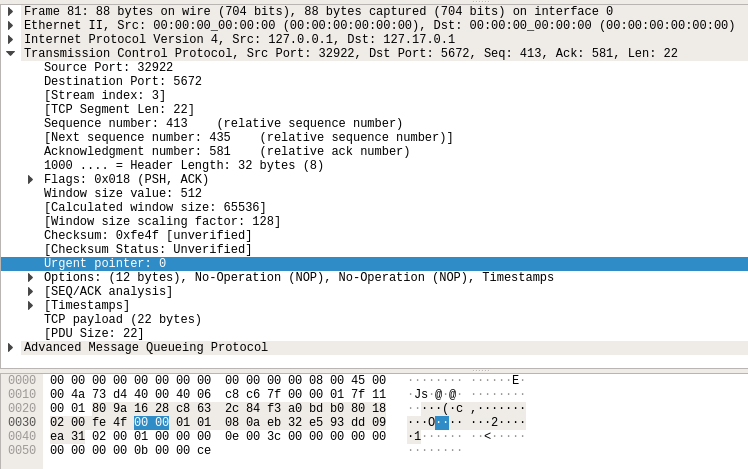 Frame 81: 88 bytes on wire (704 bits), 88 bytes captured (704 bits) on interface 0
Ethernet II, Src: 00:00:00_00:00:00 (00:00:00:00:00:00), Dst: 00:00:00_00:00:00 (00:00:00:00:00:00)
Internet Protocol Version 4, Src: 127.0.0.1, Dst: 127.17.0.1
Transmission Control Protocol, Src Port: 32922, Dst Port: 5672, Seq: 413, Ack: 581, Len: 22
Source Port: 32922
Destination Port: 5672
[Stream index: 3]
[TCP Segment Len: 22]
Sequence number: 413    (relative sequence number)
[Next sequence number: 435    (relative sequence number)]
Acknowledgment number: 581    (relative ack number)
1000 .... = Header Length: 32 bytes (8)
Flags: 0x018 (PSH, ACK)
Window size value: 512
[Calculated window size: 65536]
[Window size scaling factor: 128]
Checksum: 0xfe4f [unverified]
[Checksum Status: Unverified]
Urgent pointer: 0
Options: (12 bytes), No-Operation (NOP), No-Operation (NOP), Timestamps
[SEQ/ACK analysis]
[Timestamps]
TCP payload (22 bytes)
[PDU Size: 22]
Advanced Message Queueing Protocol
0000  00 00 00 00 00 00 00 00  00 00 00 00 08 00 45 00   ········ ······E·
0010  00 4a 73 d4 40 00 40 06  c8 c6 7f 00 00 01 7f 11   ·Js·@·@· ········
0020  00 01 80 9a 16 28 c8 63  2c 84 f3 a0 bd b0 80 18   ·····(·c ,·······
0030  02 00 fe 4f 00 00 01 01  08 0a eb 32 e5 93 dd 09   ···O···· ···2····
0040  ea 31 02 00 01 00 00 00  0e 00 3c 00 00 00 00 00   ·1······ ··<·····
0050  00 00 00 00 0b 00 00 ce                            ········